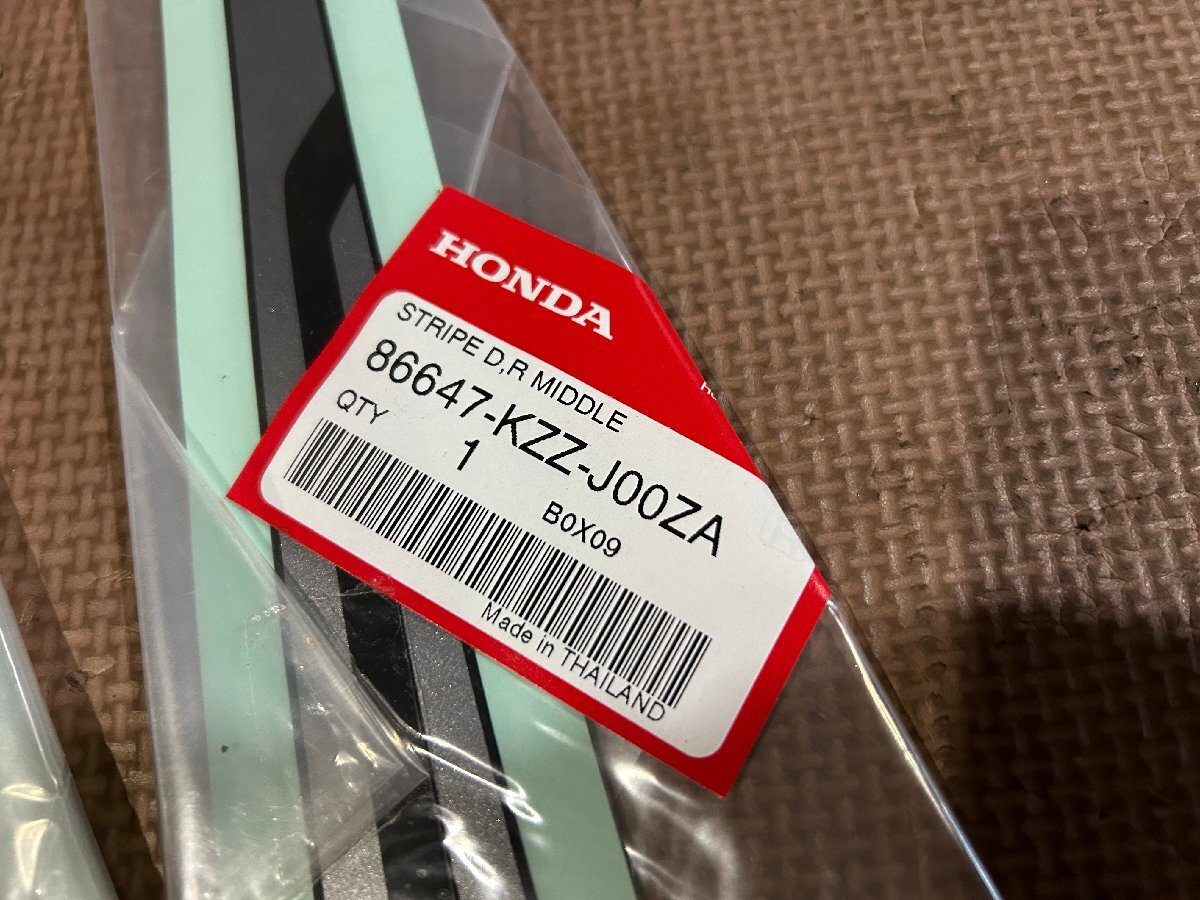 HONDA
STRIPE D,R MIDDLE
86647-KZZ-J00ZA
QTY 1
B0X09
Made in THAILAND